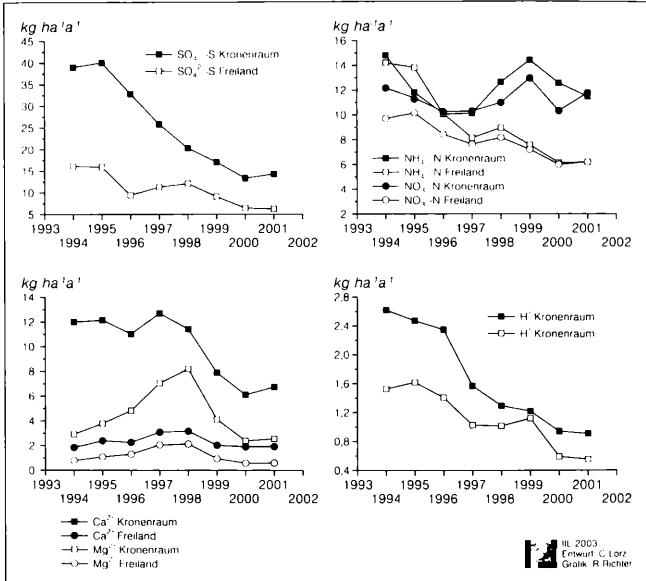 kg ha⁻¹a⁻¹
45
40
35
30
25
20
15
10
5
SO₄²⁻-S Kronenraum
SO₄²⁻-S Freiland
1993 1995 1997 1999 2001
1994 1996 1998 2000 2002
kg ha⁻¹a⁻¹
16
14
12
10
8
6
4
2
NH₄-N Kronenraum
NH₄-N Freiland
NO₃-N Kronenraum
NO₃-N Freiland
1993 1995 1997 1999 2001
1994 1996 1998 2000 2002
kg ha⁻¹a⁻¹
14
12
10
8
6
4
2
0
1993 1995 1997 1999 2001
1994 1996 1998 2000 2002
Ca²⁺ Kronenraum
Ca²⁺ Freiland
Mg²⁺ Kronenraum
Mg²⁺ Freiland
kg ha⁻¹a⁻¹
2.8
2.4
2.0
1.6
1.2
0.8
0.4
H⁺ Kronenraum
H⁺ Kronenraum
1993 1995 1997 1999 2001
1994 1996 1998 2000 2002
2003
Entwurf: C. Lorz
Grafik: R. Richter